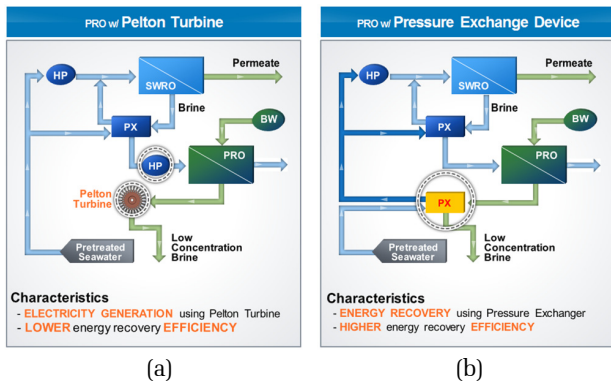 PRO w/ Pelton Turbine
HP
SWRO
Permeate
Brine
PX
BW
HP
PRO
Pelton
Turbine
Low
Concentration
Brine
Pretreated
Seawater
Characteristics
- ELECTRICITY GENERATION using Pelton Turbine
- LOWER energy recovery EFFICIENCY
(a)
PRO w/ Pressure Exchange Device
HP
SWRO
Permeate
Brine
PX
BW
PRO
PX
Low
Concentration
Brine
Pretreated
Seawater
Characteristics
- ENERGY RECOVERY using Pressure Exchanger
- HIGHER energy recovery EFFICIENCY
(b)